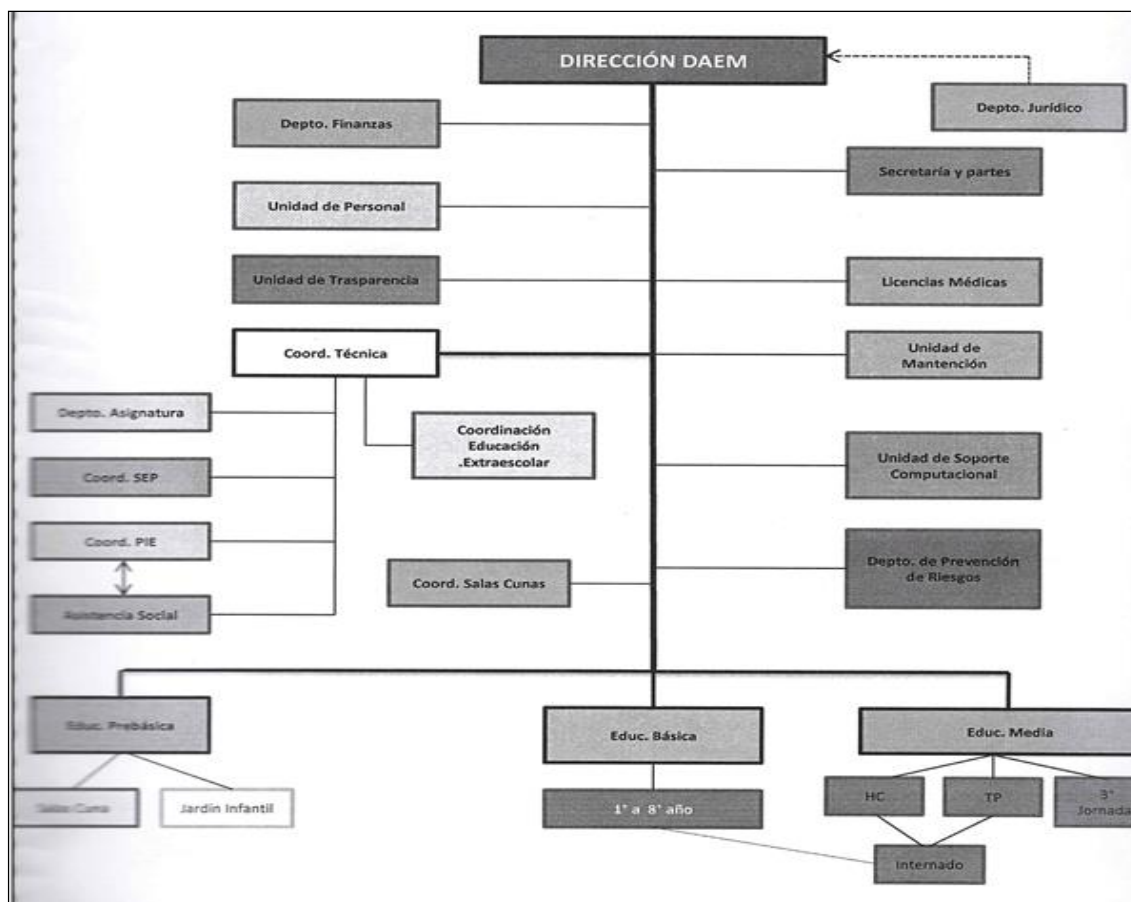 DIRECCIÓN DAEM
Depto. Jurídico
Depto. Finanzas
Secretaría y partes
Unidad de Personal
Unidad de Trasparencia
Licencias Médicas
Coord. Técnica
Unidad de
Mantención
Depto. Asignatura
Coordinación
Educación
.Extraescolar
Unidad de Soporte
Computacional
Coord. SEP
Coord. PIE
Depto. de Prevención
de Riesgos
Coord. Salas Cunas
Asistencia Social
Educ. Prebásica
Educ. Básica
Educ. Media
Salas Cuna
Jardín Infantil
1° a 8° año
HC
TP
3°
Jornada
Internado